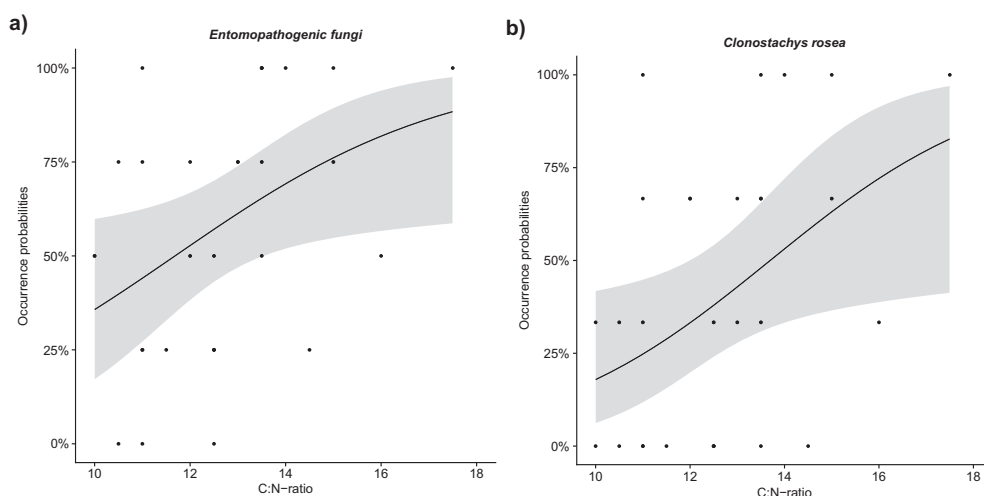 a)
Entomopathogenic fungi
100%
75%
50%
25%
0%
Occurrence probabilities
10 12 14 16 18
C:N−ratio
b)
Clonostachys rosea
100%
75%
50%
25%
0%
Occurrence probabilities
10 12 14 16 18
C:N−ratio